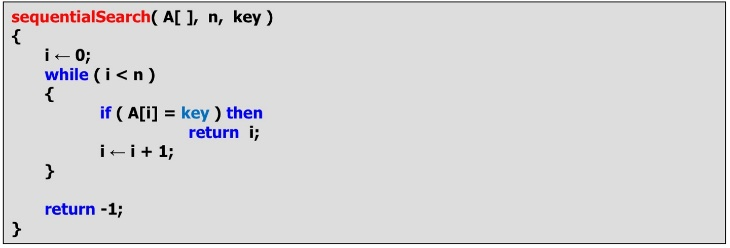 sequentialSearch( A[ ], n, key )
{
i ← 0;
while ( i < n )
{
if ( A[i] = key ) then
return i;
i ← i + 1;
}
return -1;
}